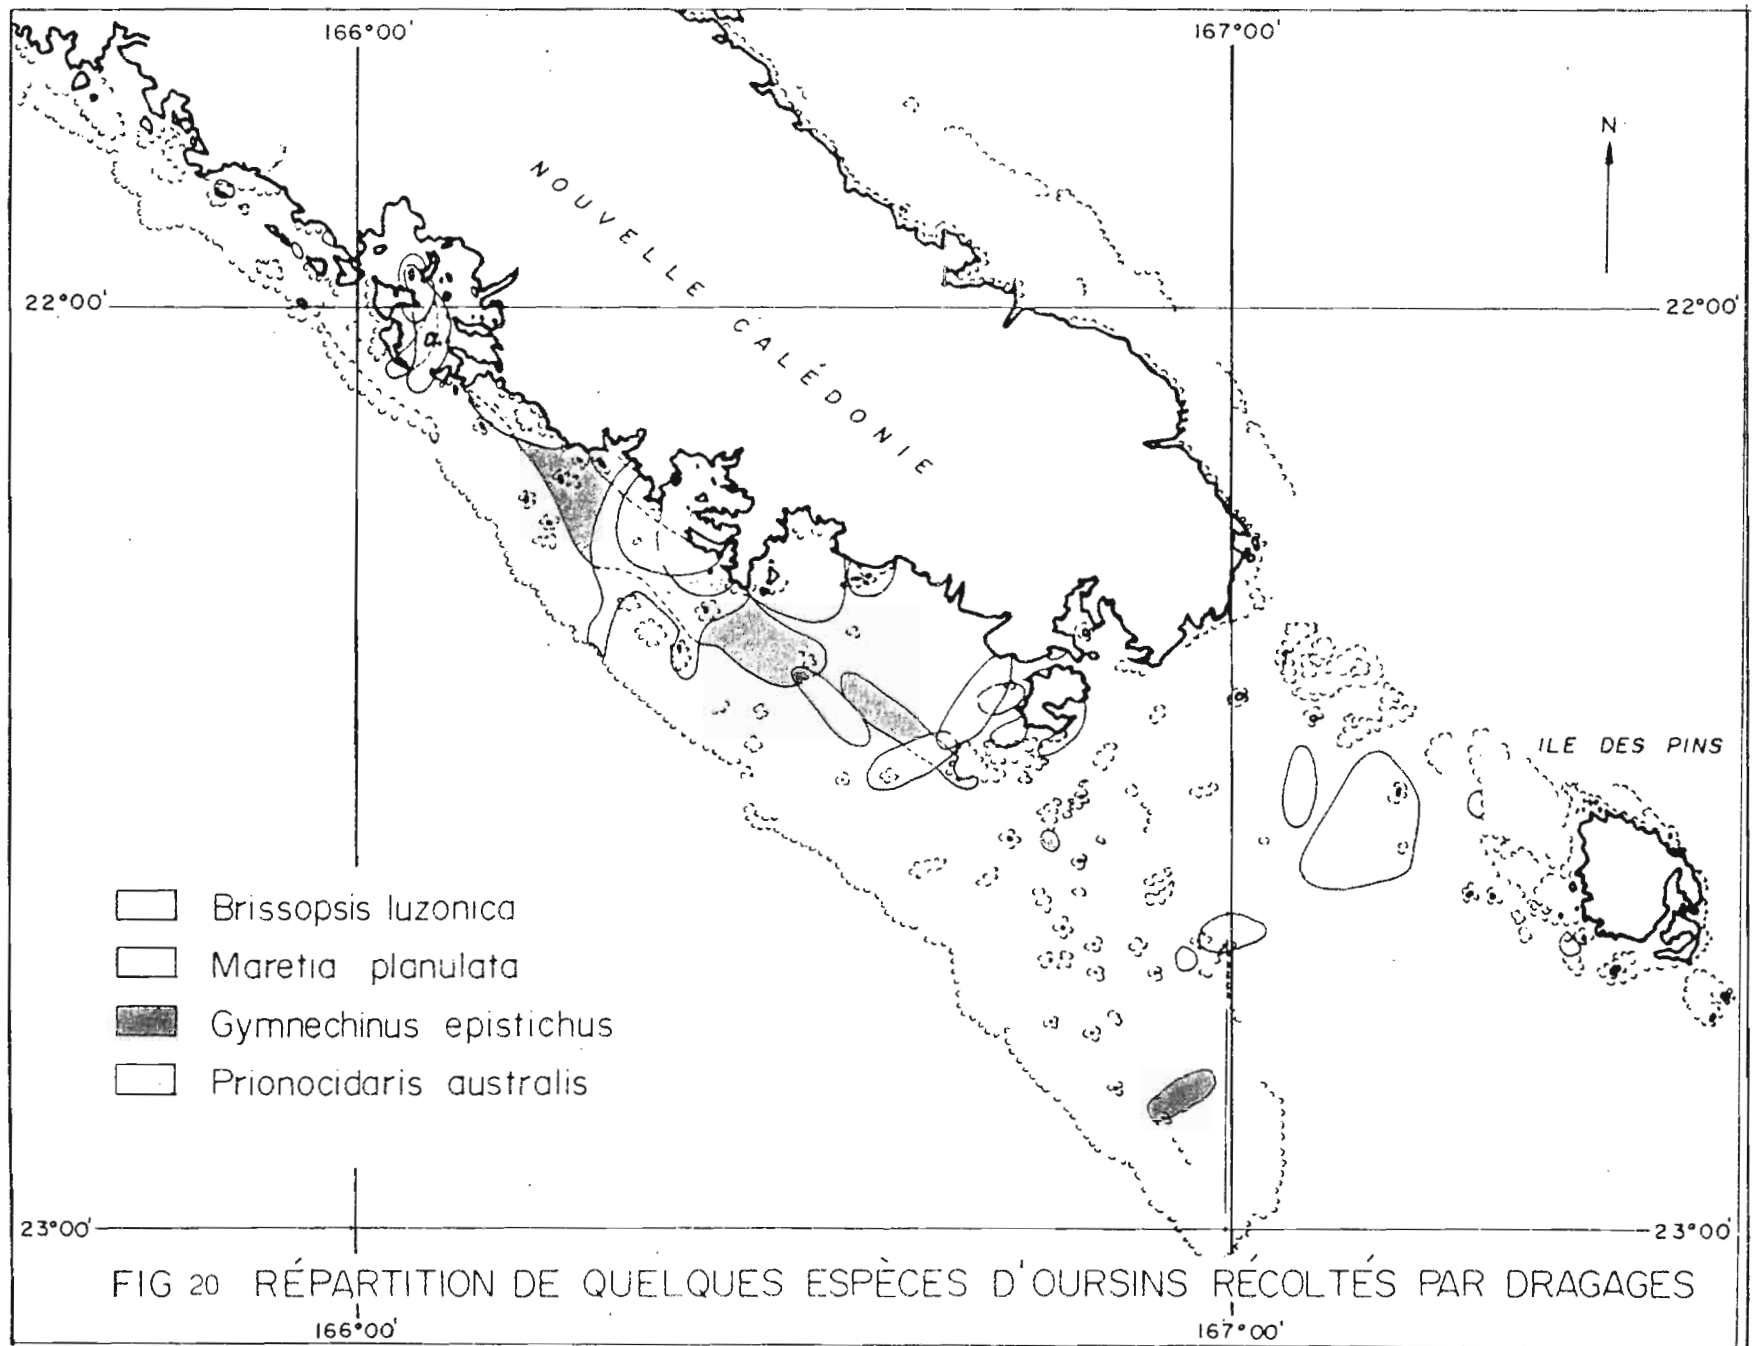 166°00' 167°00'
N
NOUVELLE
CALÉDONIE
22°00' 22°00'
ILE DES PINS
Brissopsis luzonica
Maretia planulata
Gymnechinus epistichus
Prionocidaris australis
23°00' 23°00'
FIG 20 RÉPARTITION DE QUELQUES ESPÈCES D'OURSINS RÉCOLTÉS PAR DRAGAGES
166°00' 167°00'